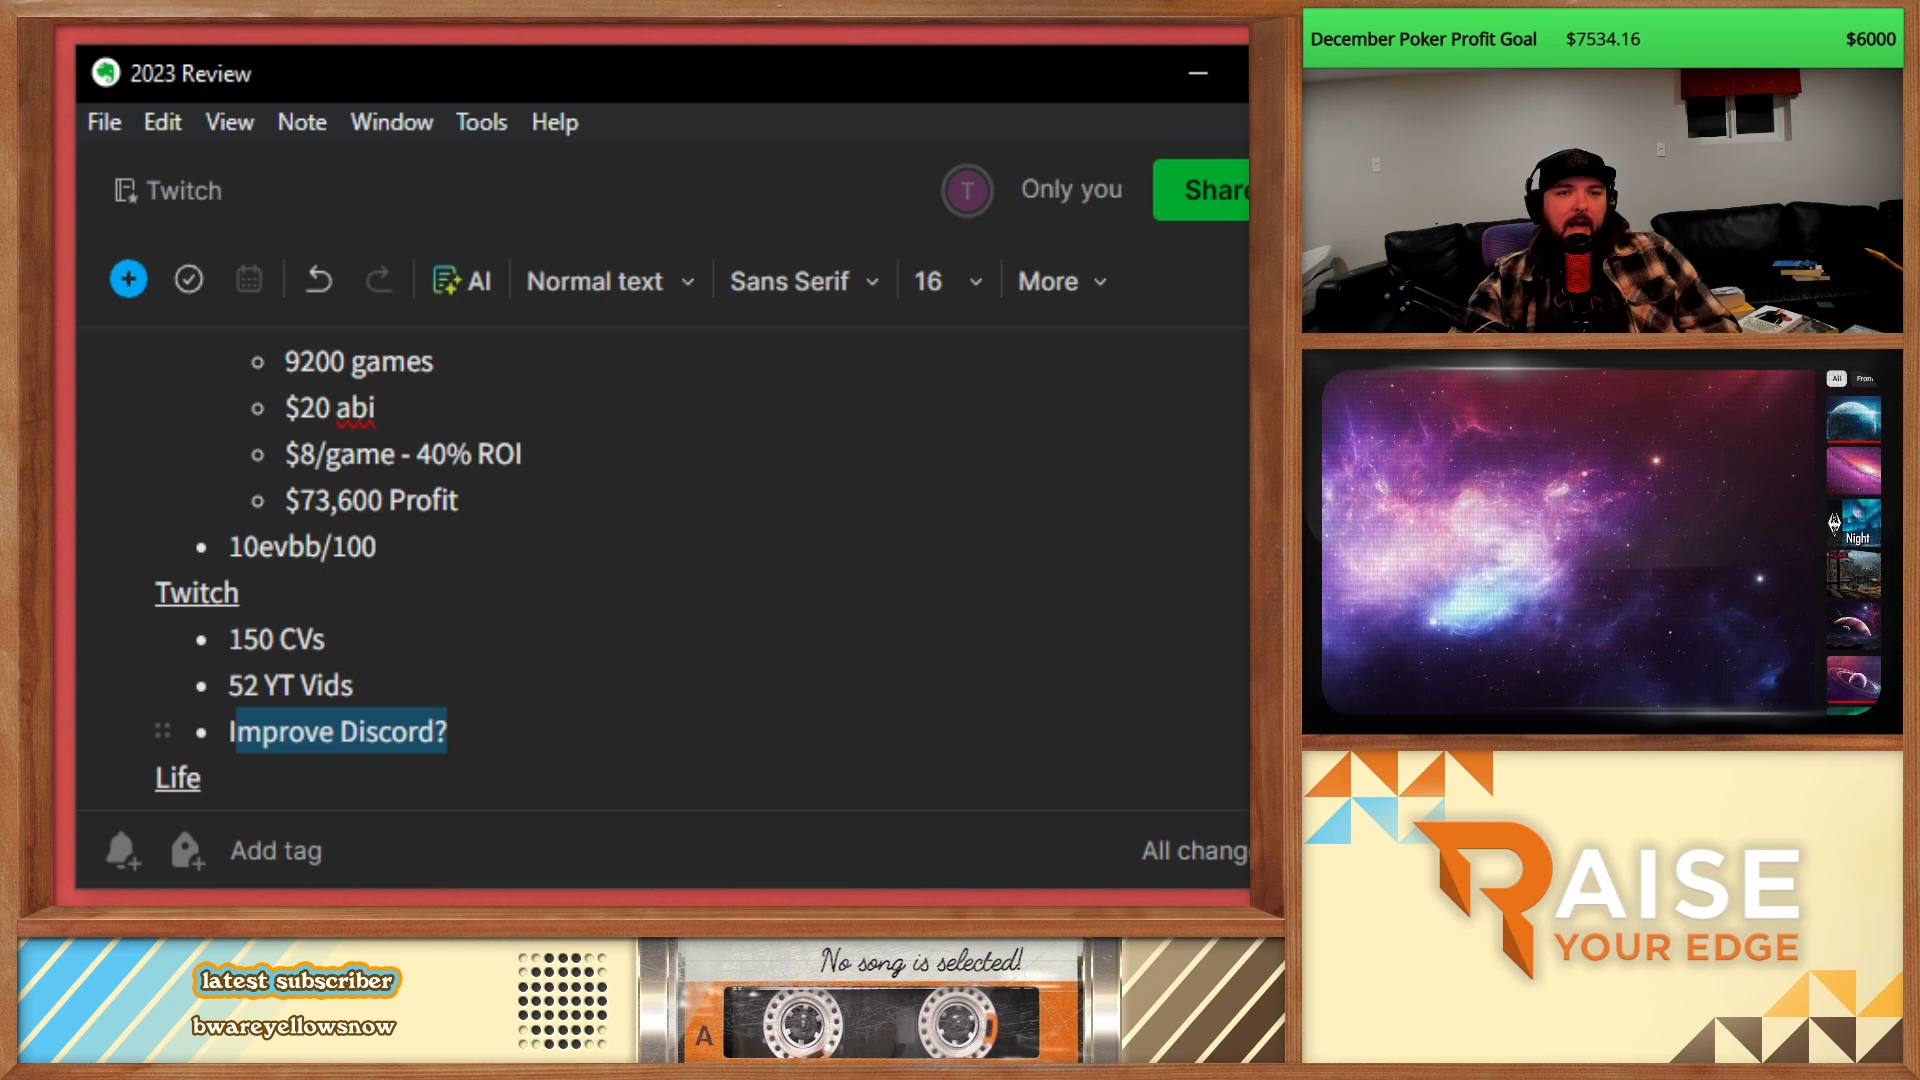 2023 Review
File Edit View Note Window Tools Help
Twitch
T
Only you
Share
AI
Normal text
Sans Serif
16
More
9200 games
$20 abi
$8/game - 40% ROI
$73,600 Profit
10evbb/100
Twitch
150 CVs
52 YT Vids
Improve Discord?
Life
Add tag
All chang
latest subscriber
bwareyellowsnow
No song is selected!
A
December Poker Profit Goal $7534.16 $6000
All
From
Night
RAISE
YOUR EDGE